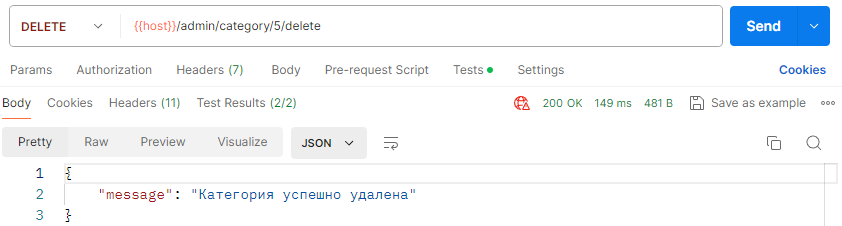 DELETE {{host}}/admin/category/5/delete Send
Params Authorization Headers (7) Body Pre-request Script Tests Settings Cookies
Body Cookies Headers (11) Test Results (2/2) 200 OK 149 ms 481 B Save as example
Pretty Raw Preview Visualize JSON
1 {
2 "message": "Категория успешно удалена"
3 }